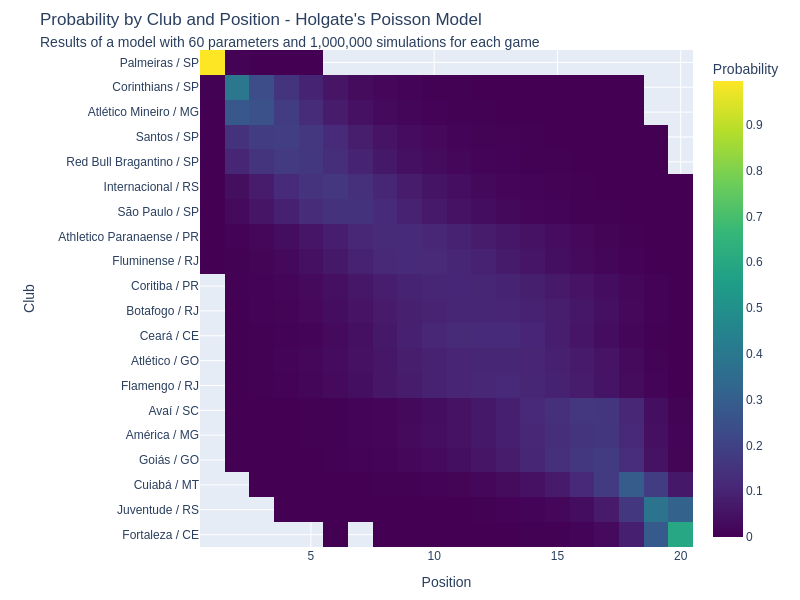 Probability by Club and Position - Holgate's Poisson Model
Results of a model with 60 parameters and 1,000,000 simulations for each game
Probability
Palmeiras / SP
Corinthians / SP
Atlético Mineiro / MG
Santos / SP
Red Bull Bragantino / SP
Internacional / RS
São Paulo / SP
Athletico Paranaense / PR
Fluminense / RJ
Coritiba / PR
Botafogo / RJ
Ceará / CE
Atlético / GO
Flamengo / RJ
Avaí / SC
América / MG
Goiás / GO
Cuiabá / MT
Juventude / RS
Fortaleza / CE
Club
5
10
15
20
Position
0.9
0.8
0.7
0.6
0.5
0.4
0.3
0.2
0.1
0